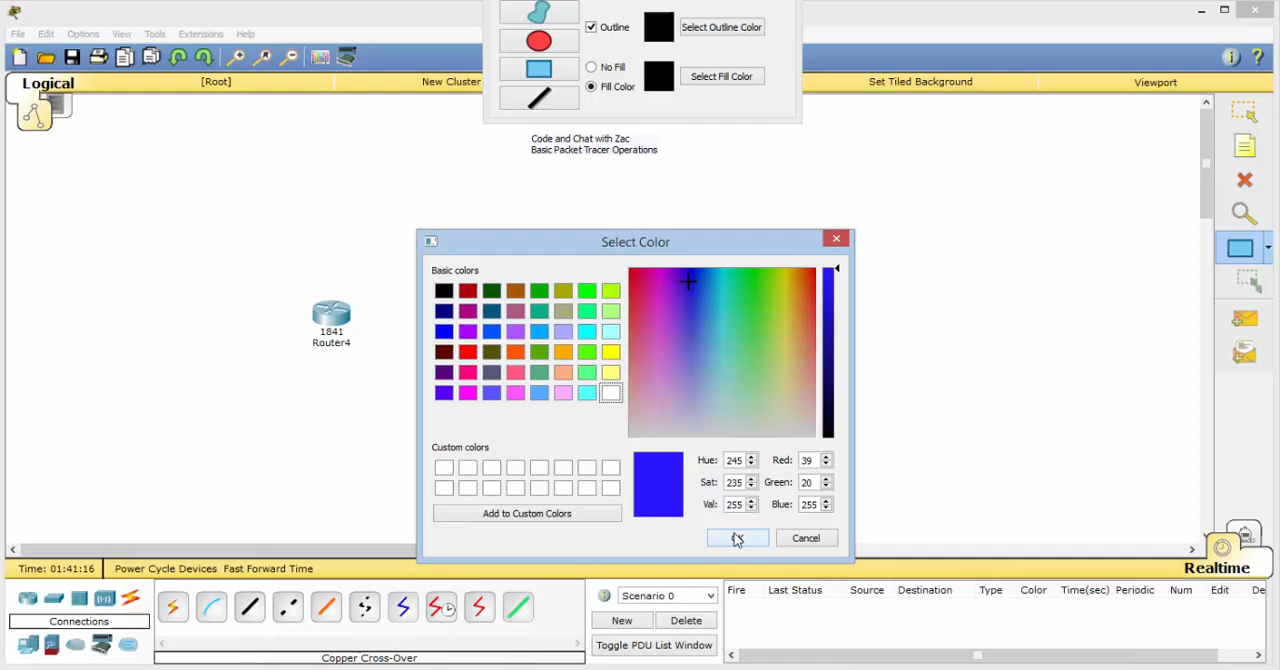 File Edit Options View Tools Extensions Help
Outline
Select Outline Color
No Fill
Fill Color
Select Fill Color
Logical
[Root]
New Cluster
Set Tiled Background
Viewport
Code and Chat with Zac
Basic Packet Tracer Operations
1841
Router4
Select Color
Basic colors
Custom colors
Hue: 245 Red: 39
Sat: 235 Green: 20
Val: 255 Blue: 255
Add to Custom Colors
Cancel
Time: 01:41:16 Power Cycle Devices Fast Forward Time
Realtime
Connections
Copper Cross-Over
Scenario 0
New Delete
Toggle PDU List Window
Fire Last Status Source Destination Type Color Time(sec) Periodic Num Edit De